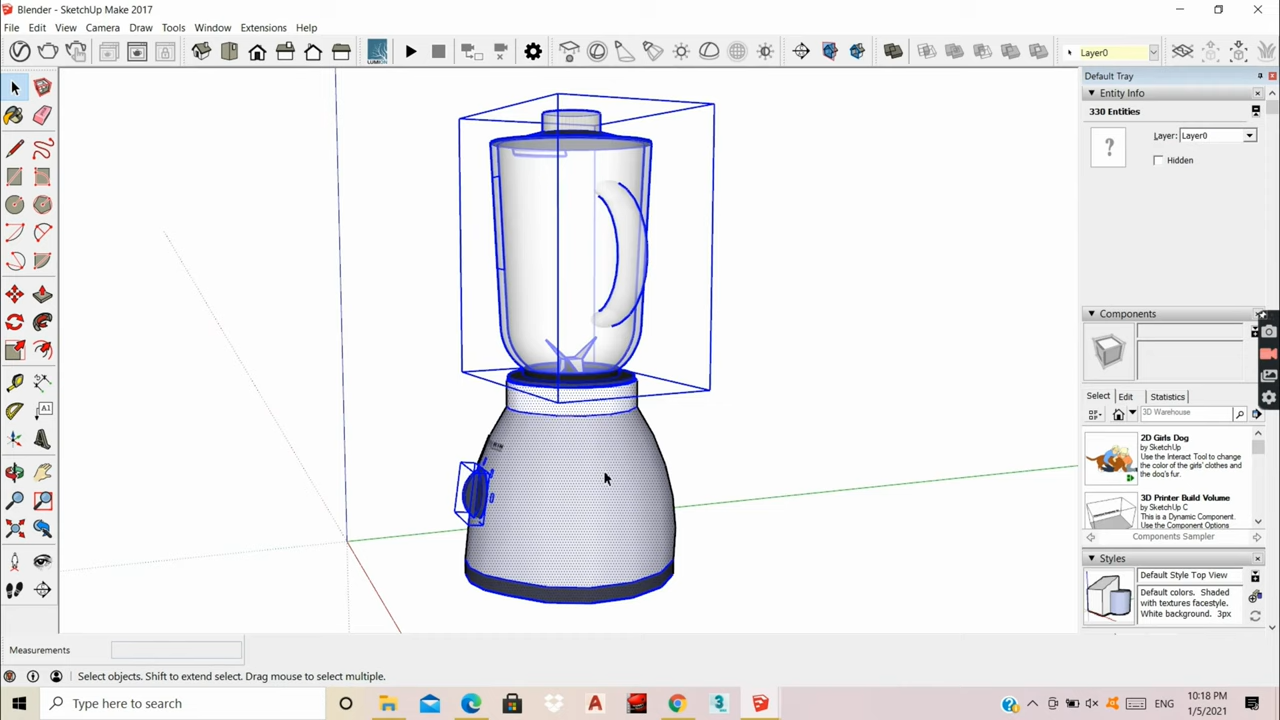 Blender - SketchUp Make 2017
File Edit View Camera Draw Tools Window Extensions Help
LUMION
Layer0
Default Tray
Entity Info
330 Entities
?
Layer: Layer0
Hidden
Components
Select Edit Statistics
3D Warehouse
2D Girls Dog
by SketchUp
Use the Interact Tool to change
the color of the girls' clothes and
the dog's fur.
3D Printer Build Volume
by SketchUp C
This is a Dynamic Component.
Use the Component Options
Components Sampler
Styles
Default Style Top View
Default colors. Shaded
with textures facestyle.
White background. 3px
A1
Measurements
Select objects. Shift to extend select. Drag mouse to select multiple.
Type here to search
A
3
ENG
10:18 PM
1/5/2021